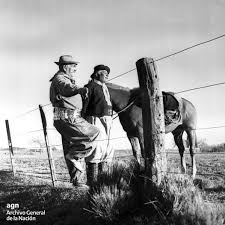 agn
Archivo General
de la Nación